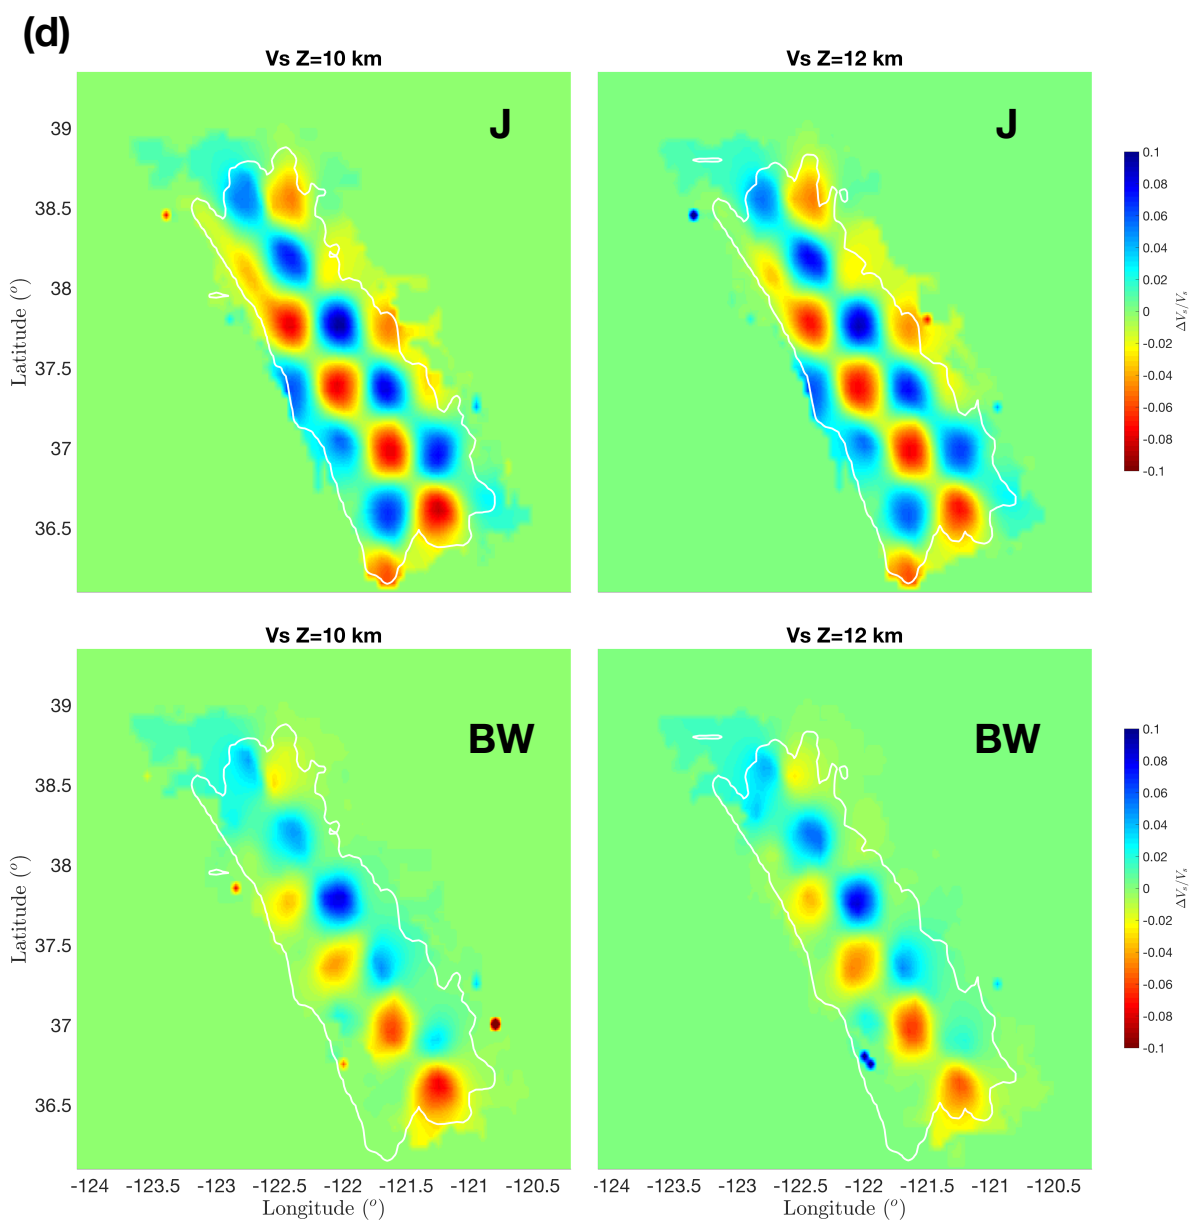 (d)
Vs Z=10 km
Vs Z=12 km
J
J
39
38.5
38
37.5
37
36.5
Latitude (°)
0.1
0.08
0.06
0.04
0.02
0
-0.02
-0.04
-0.06
-0.08
-0.1
ΔVs/Vs
Vs Z=10 km
Vs Z=12 km
BW
BW
39
38.5
38
37.5
37
36.5
Latitude (°)
0.1
0.08
0.06
0.04
0.02
0
-0.02
-0.04
-0.06
-0.08
-0.1
ΔVs/Vs
-124 -123.5 -123 -122.5 -122 -121.5 -121 -120.5
-124 -123.5 -123 -122.5 -122 -121.5 -121 -120.5
Longitude (°)
Longitude (°)